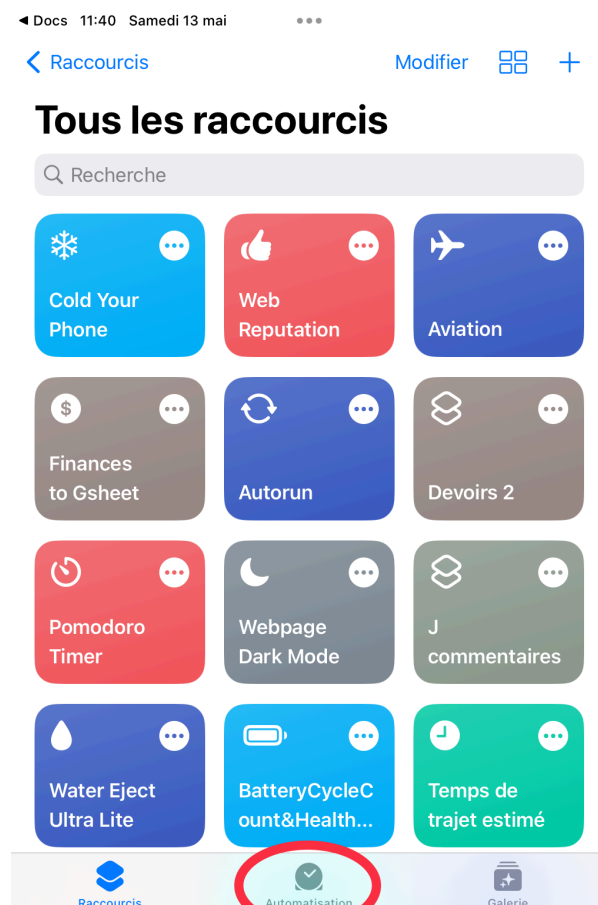 ◀ Docs 11:40 Samedi 13 mai
Raccourcis Modifier
Tous les raccourcis
Recherche
Cold Your
Phone
Web
Reputation
Aviation
Finances
to Gsheet
Autorun
Devoirs 2
Pomodoro
Timer
Webpage
Dark Mode
J
commentaires
Water Eject
Ultra Lite
BatteryCycleC
ount&Health...
Temps de
trajet estimé
Raccourcis Automatisation Galerie